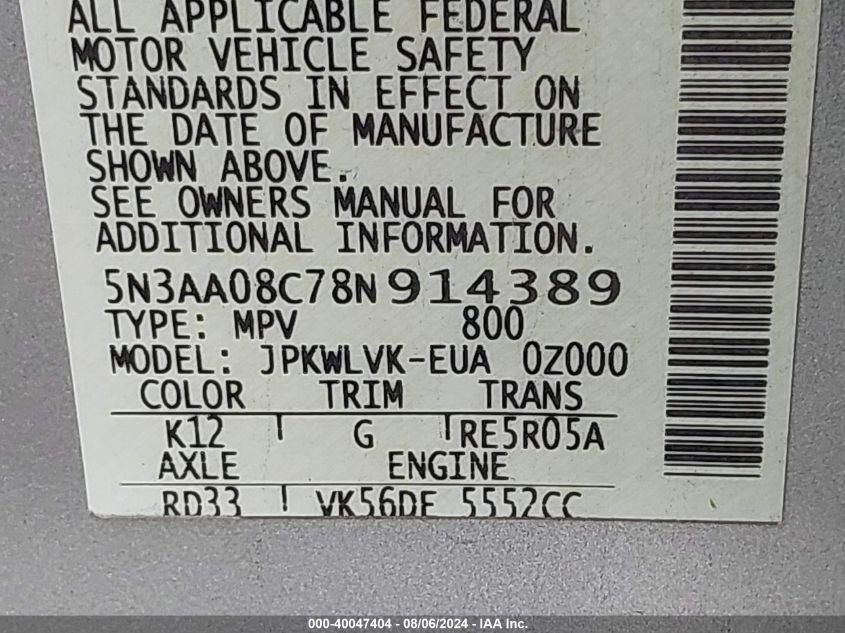 ALL APPLICABLE FEDERAL
MOTOR VEHICLE SAFETY
STANDARDS IN EFFECT ON
THE DATE OF MANUFACTURE
SHOWN ABOVE.
SEE OWNERS MANUAL FOR
ADDITIONAL INFORMATION.
5N3AA08C78N914389
TYPE: MPV 800
MODEL: JPKWLVK-EUA 0Z000
COLOR TRIM TRANS
K12 G RE5R05A
AXLE ENGINE
RD33 VK56DE 5552CC
000-40047404 - 08/06/2024 - IAA Inc.